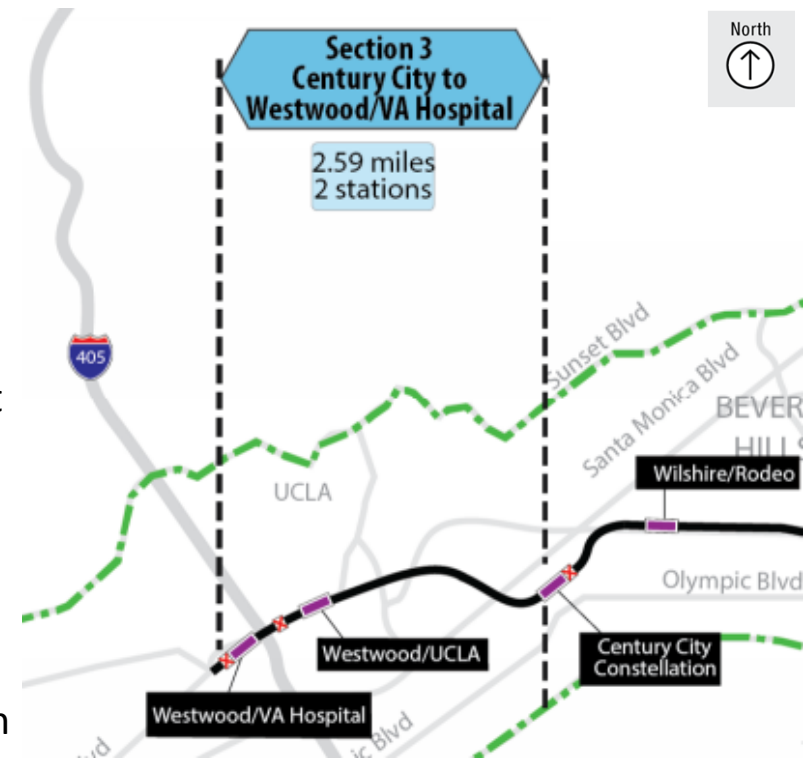 Section 3
Century City to
Westwood/VA Hospital
North
2.59 miles
2 stations
405
Sunset Blvd
Santa Monica Blvd
BEVER
HILLS
Wilshire/Rodeo
UCLA
Olympic Blvd
Westwood/UCLA
Century City
Constellation
Westwood/VA Hospital